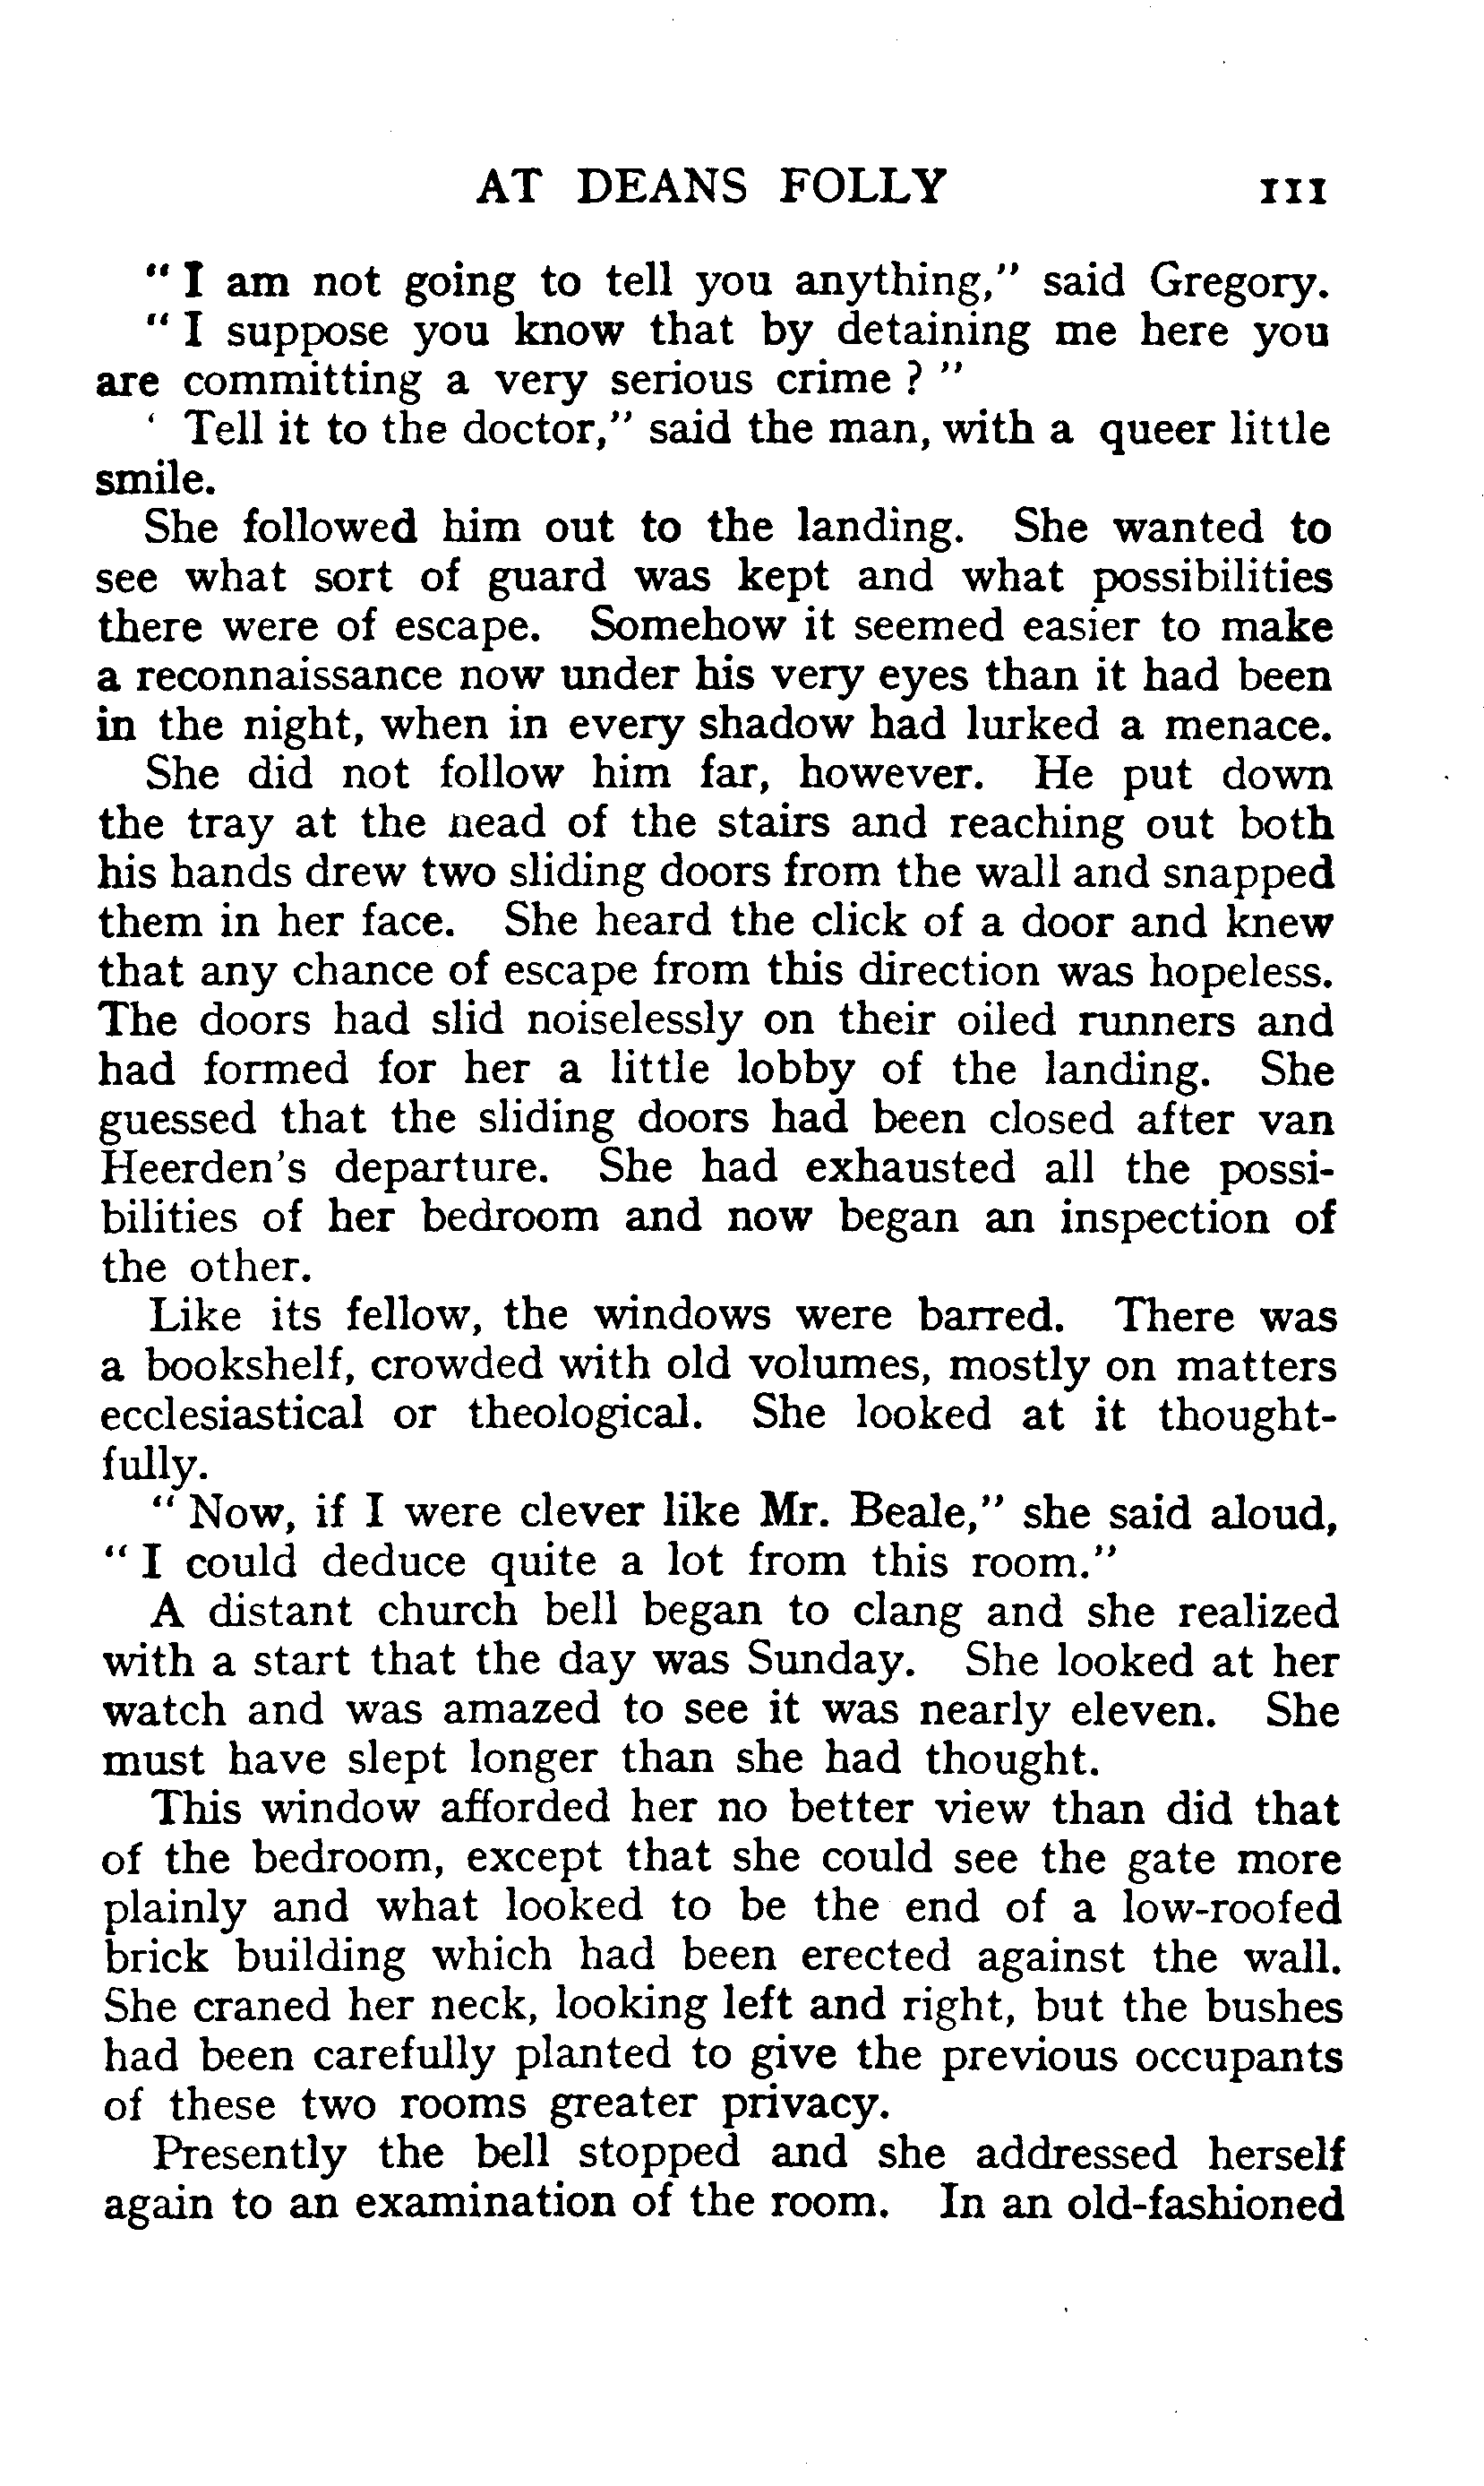 AT DEANS FOLLY 111
" I am not going to tell you anything," said Gregory.
" I suppose you know that by detaining me here you
are committing a very serious crime ? "
' Tell it to the doctor," said the man, with a queer little
smile.
She followed him out to the landing. She wanted to
see what sort of guard was kept and what possibilities
there were of escape. Somehow it seemed easier to make
a reconnaissance now under his very eyes than it had been
in the night, when in every shadow had lurked a menace.
She did not follow him far, however. He put down
the tray at the head of the stairs and reaching out both
his hands drew two sliding doors from the wall and snapped
them in her face. She heard the click of a door and knew
that any chance of escape from this direction was hopeless.
The doors had slid noiselessly on their oiled runners and
had formed for her a little lobby of the landing. She
guessed that the sliding doors had been closed after van
Heerden's departure. She had exhausted all the possi-
bilities of her bedroom and now began an inspection of
the other.
Like its fellow, the windows were barred. There was
a bookshelf, crowded with old volumes, mostly on matters
ecclesiastical or theological. She looked at it thought-
fully.
" Now, if I were clever like Mr. Beale," she said aloud,
" I could deduce quite a lot from this room."
A distant church bell began to clang and she realized
with a start that the day was Sunday. She looked at her
watch and was amazed to see it was nearly eleven. She
must have slept longer than she had thought.
This window afforded her no better view than did that
of the bedroom, except that she could see the gate more
plainly and what looked to be the end of a low-roofed
brick building which had been erected against the wall.
She craned her neck, looking left and right, but the bushes
had been carefully planted to give the previous occupants
of these two rooms greater privacy.
Presently the bell stopped and she addressed herself
again to an examination of the room. In an old-fashioned